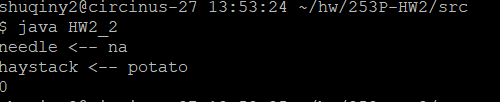 shuqiny2@circinus-27 13:53:24 ~/hw/253P-HW2/src
$ java HW2_2
needle <-- na
haystack <-- potato
0